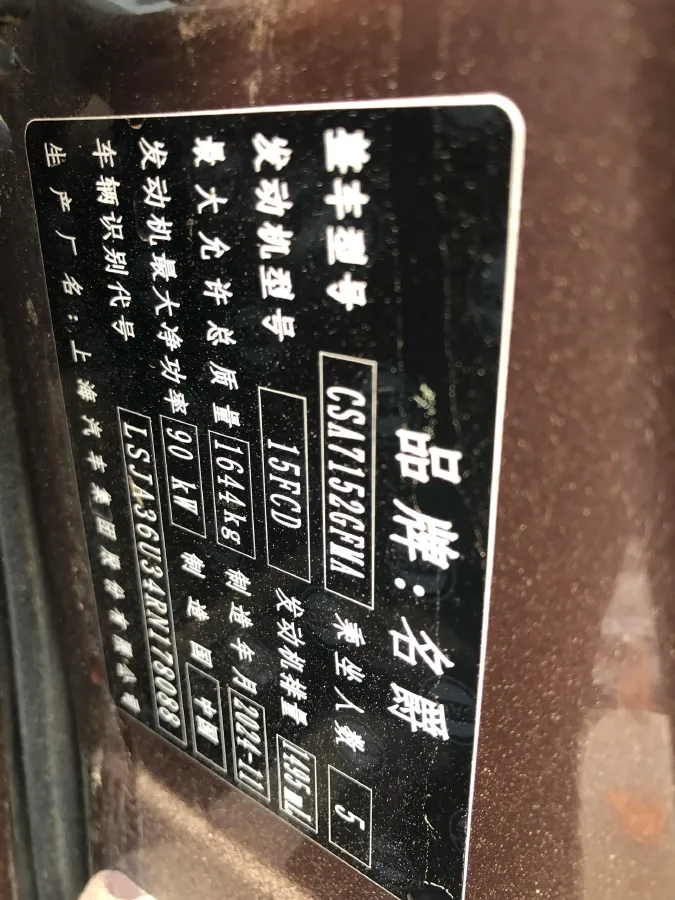 品牌：名爵
整车型号 CSA7152GFMA 乘坐人数 5
发动机型号 15FCD 发动机排量 1495ml
最大允许总质量 1644kg 制造年月 2024-11
发动机最大净功率 90 kW 制造国 中国
车辆识别代号 LSJA36U34RN178088
生产厂名：上海汽车集团股份有限公司